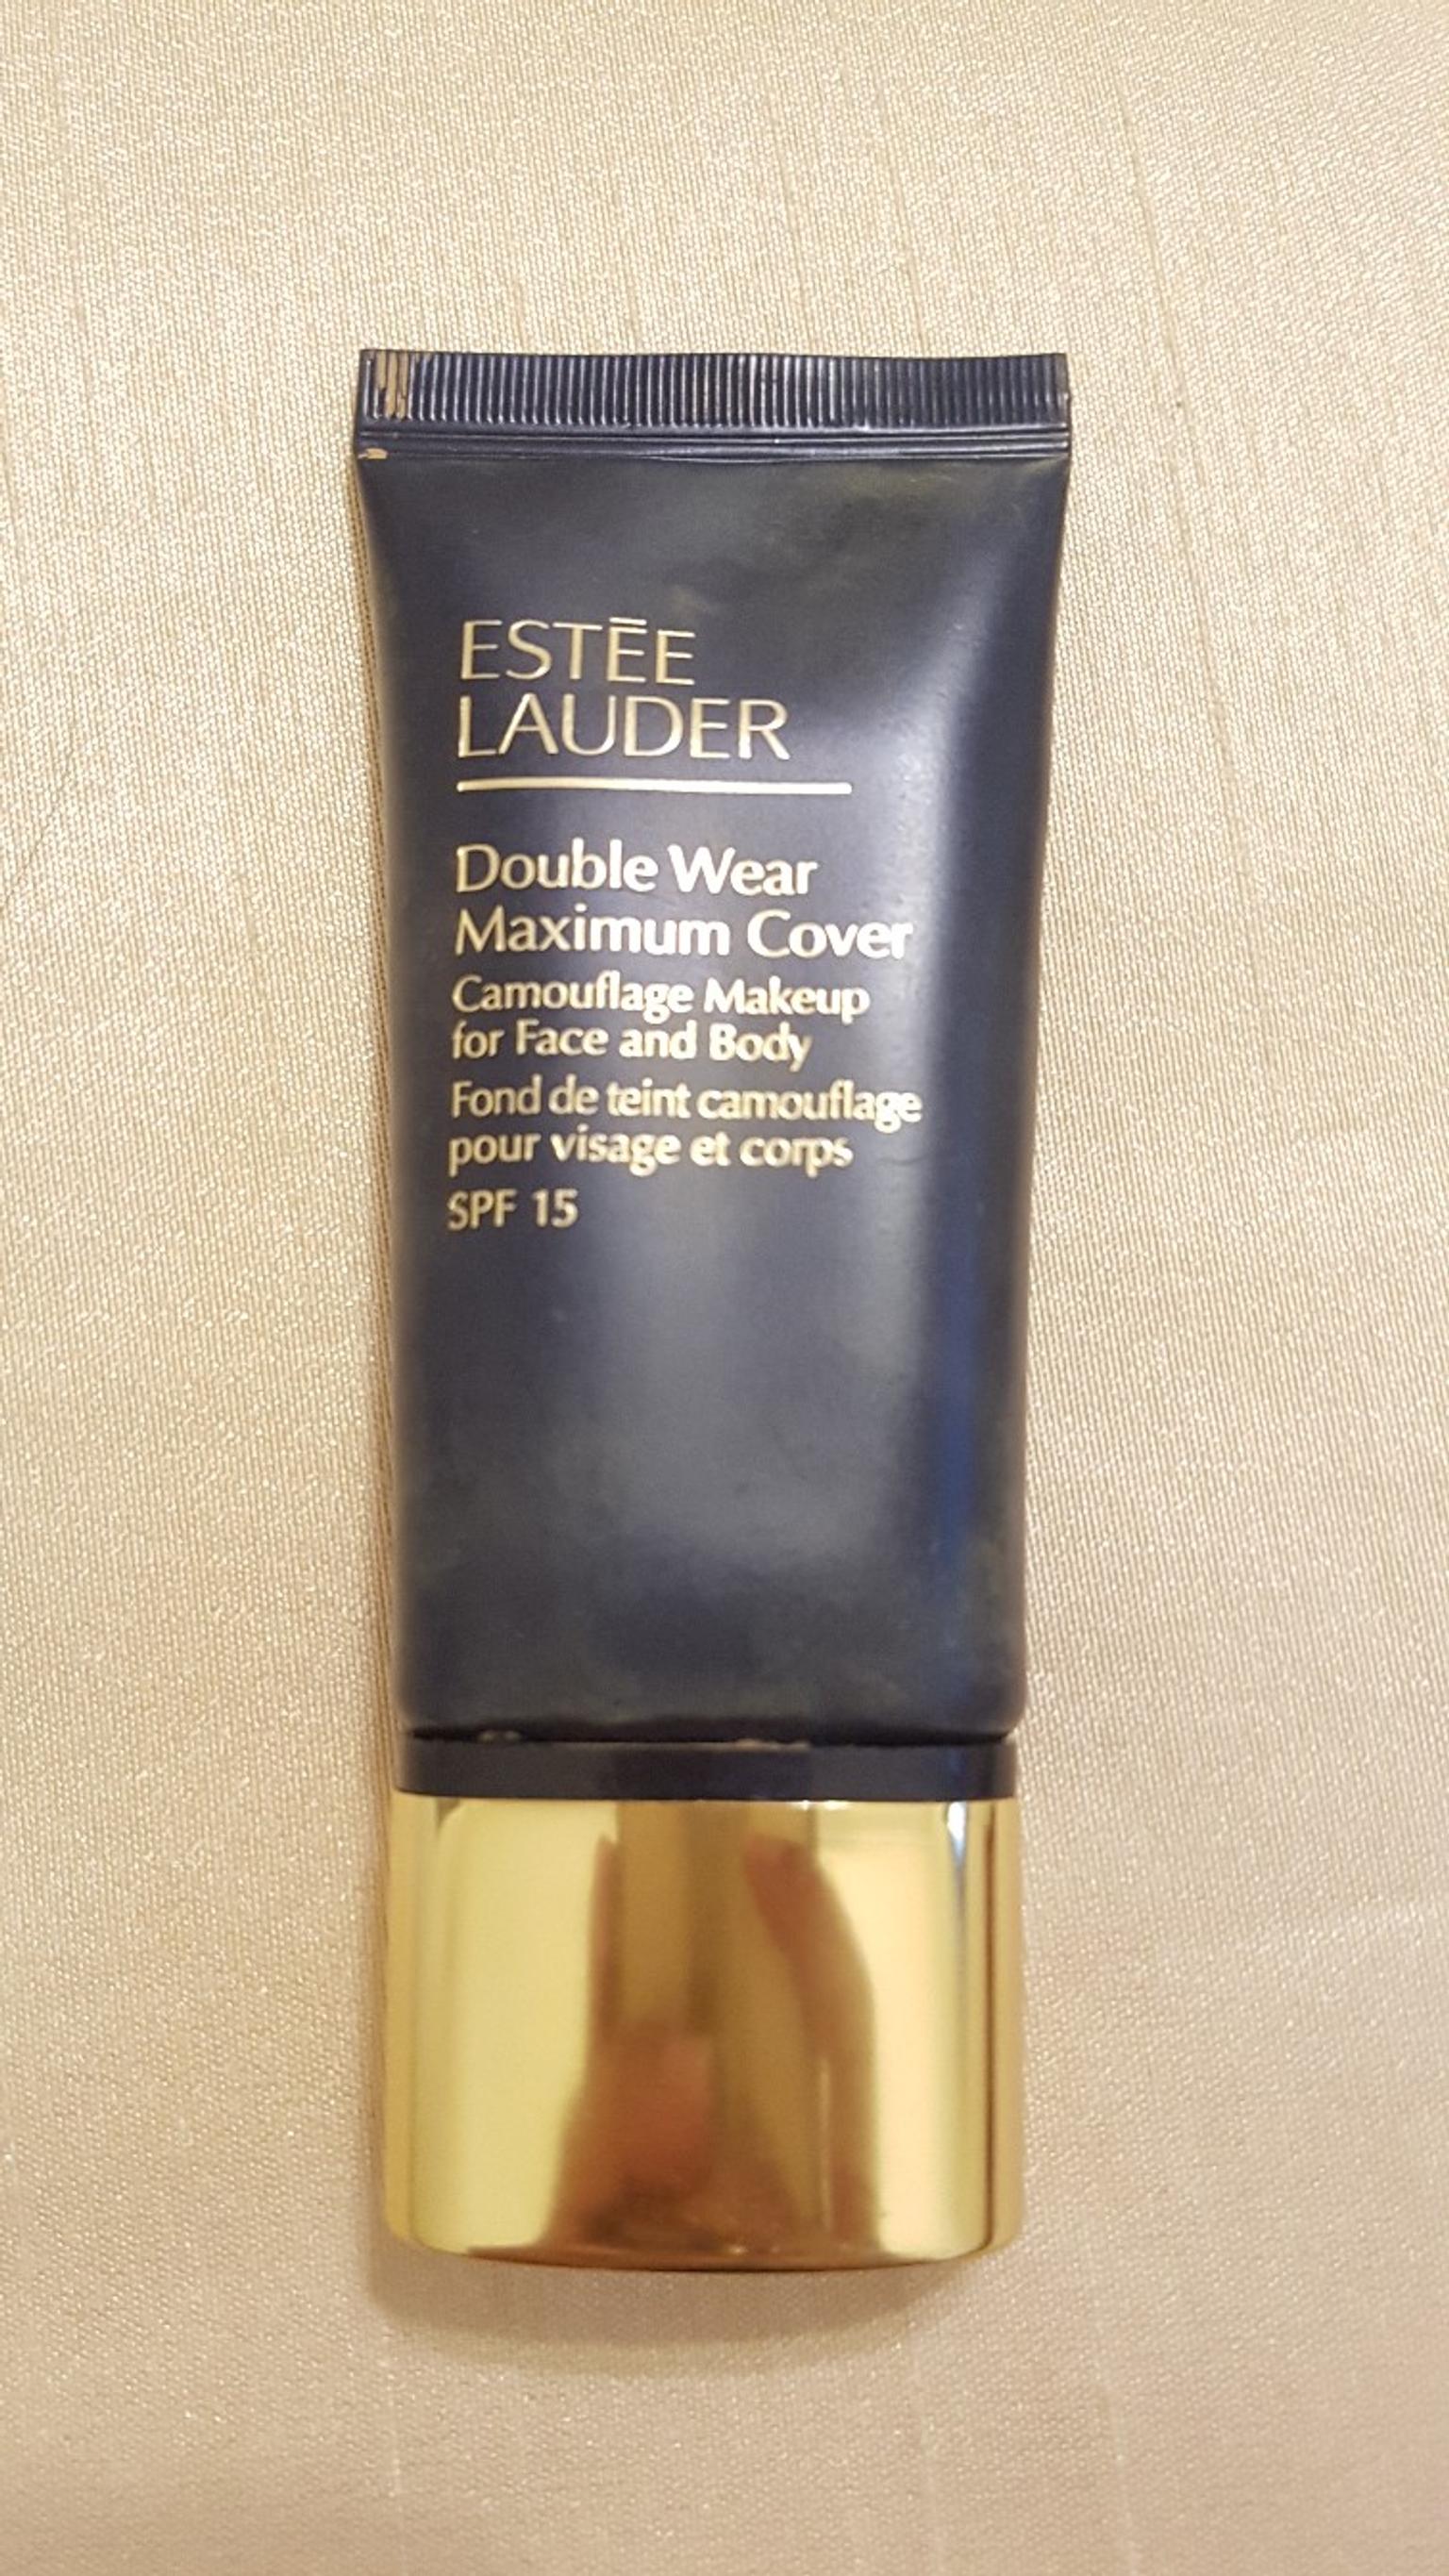 ESTĒE
LAUDER
Double Wear
Maximum Cover
Camouflage Makeup
for Face and Body
Fond de teint camouflage
pour visage et corps
SPF 15